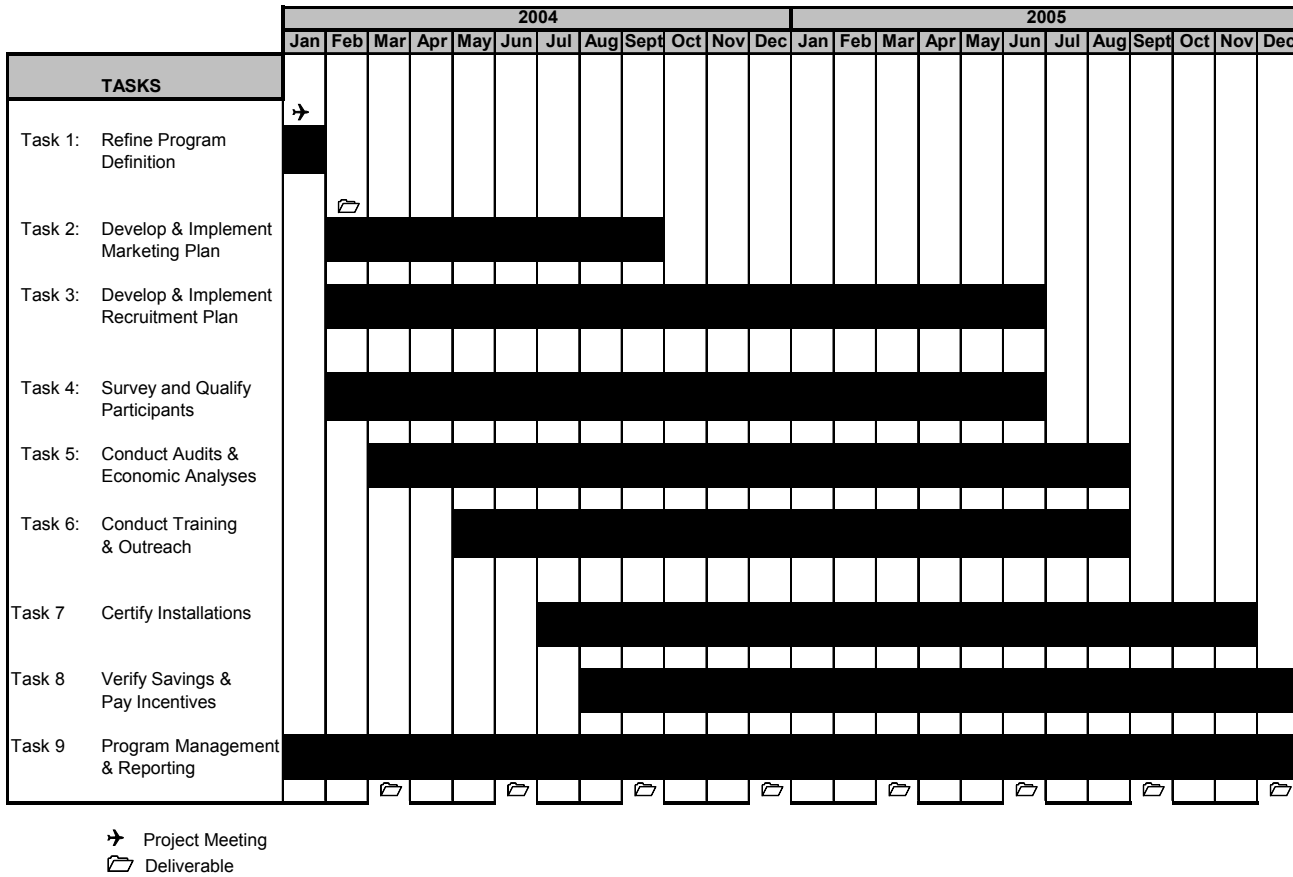 2004 2005
Jan Feb Mar Apr May Jun Jul Aug Sept Oct Nov Dec Jan Feb Mar Apr May Jun Jul Aug Sept Oct Nov Dec
TASKS
Task 1: Refine Program
Definition
Task 2: Develop & Implement
Marketing Plan
Task 3: Develop & Implement
Recruitment Plan
Task 4: Survey and Qualify
Participants
Task 5: Conduct Audits &
Economic Analyses
Task 6: Conduct Training
& Outreach
Task 7 Certify Installations
Task 8 Verify Savings &
Pay Incentives
Task 9 Program Management
& Reporting
Project Meeting
Deliverable